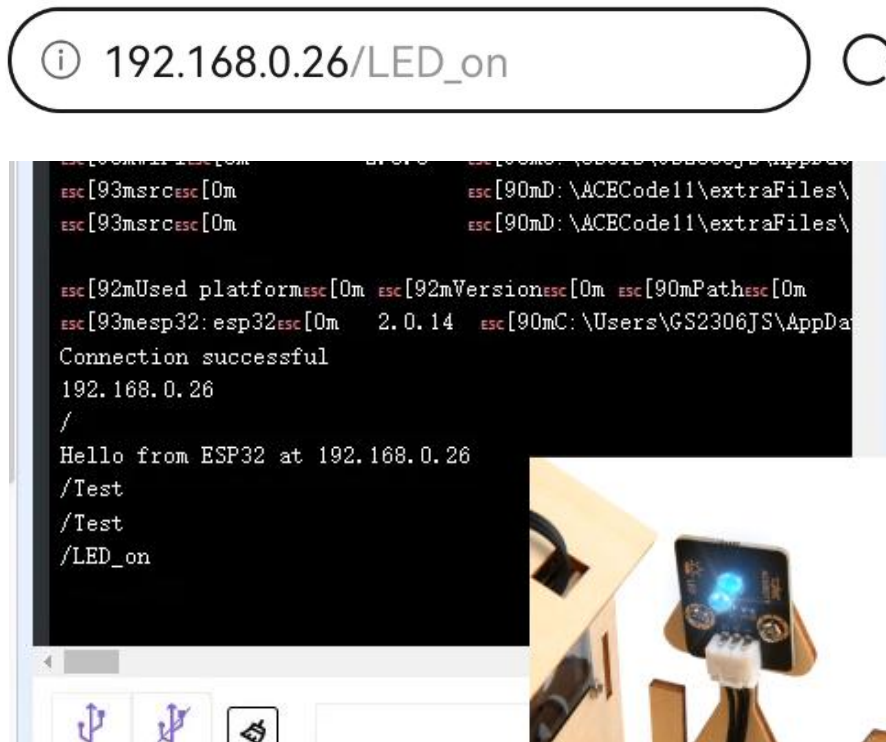 192.168.0.26/LED_on
ESC[93msrcESC[0m ESC[90mD:\ACECode11\extraFiles\
ESC[93msrcESC[0m ESC[90mD:\ACECode11\extraFiles\
ESC[92mUsed platformESC[0m ESC[92mVersionESC[0m ESC[90mPathESC[0m
ESC[93mesp32:esp32ESC[0m 2.0.14 ESC[90mC:\Users\GS2306JS\AppDa
Connection successful
192.168.0.26
/
Hello from ESP32 at 192.168.0.26
/Test
/Test
/LED_on